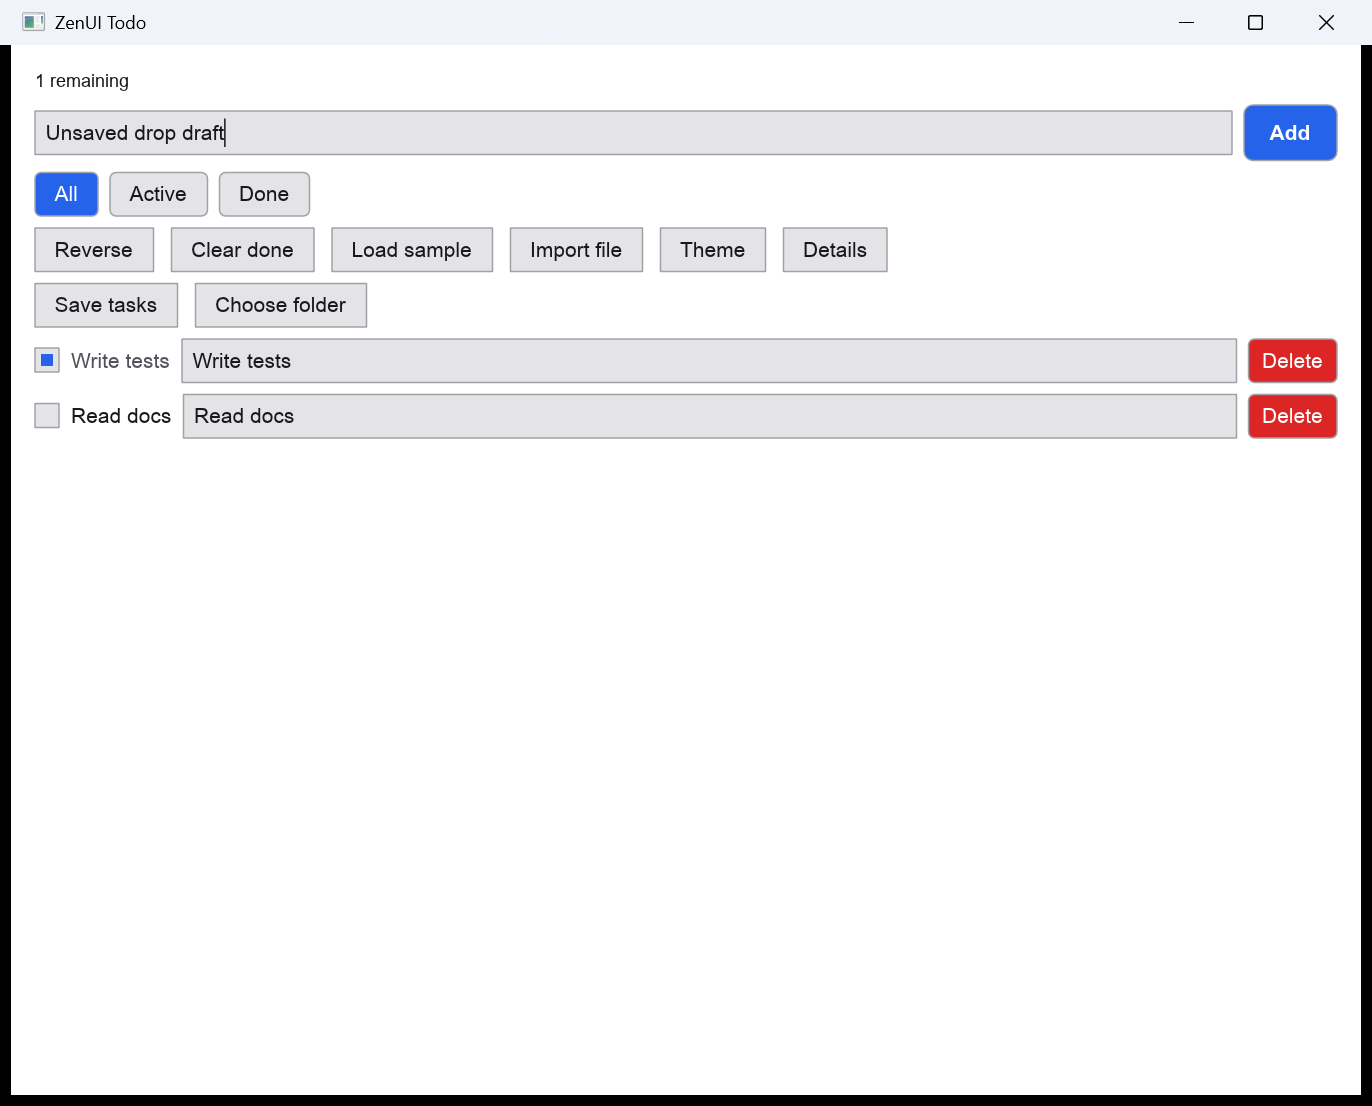 ZenUI Todo
1 remaining
Unsaved drop draft Add
All Active Done
Reverse Clear done Load sample Import file Theme Details
Save tasks Choose folder
Write tests Write tests Delete
Read docs Read docs Delete